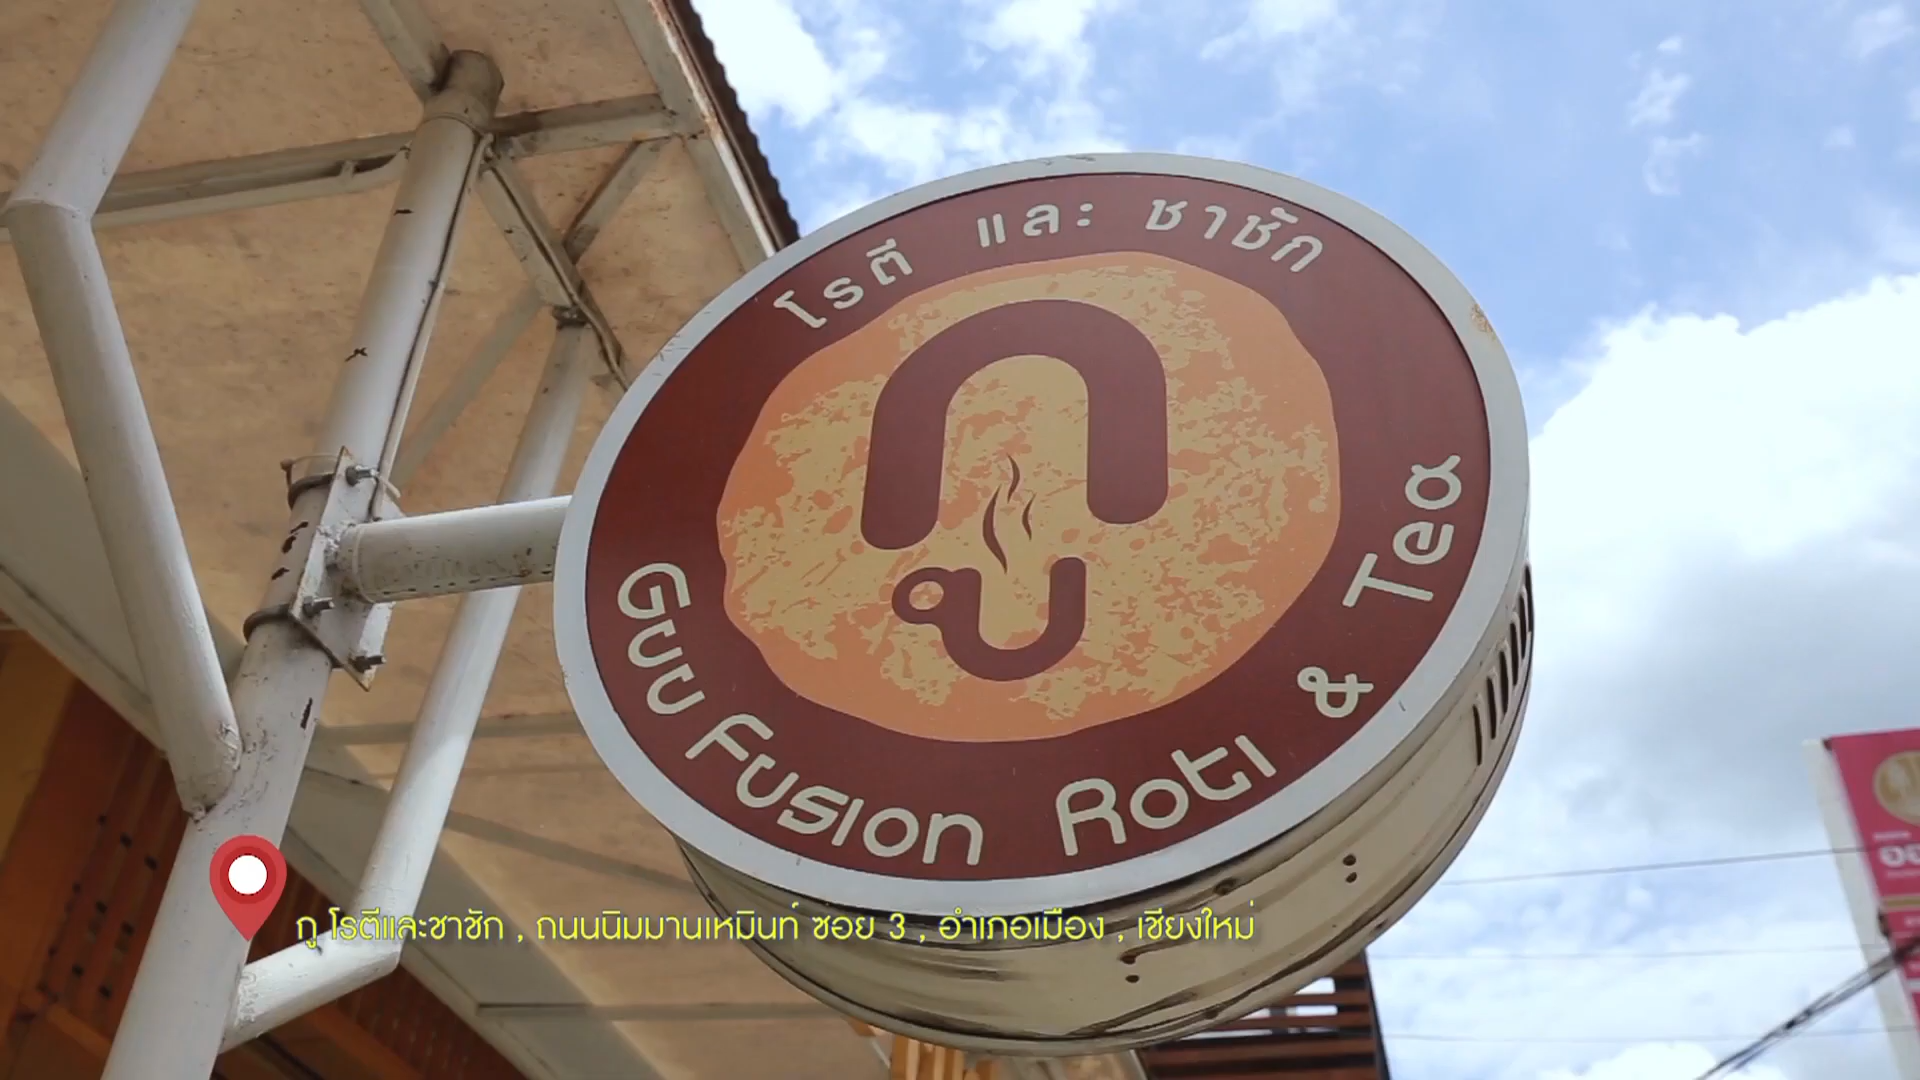 โรตี และ ชาชัก
กู
Guu Fusion Roti & Tea
กู โรตีและชาชัก , ถนนนิมมานเหมินท์ ซอย 3 , อำเภอเมือง , เชียงใหม่